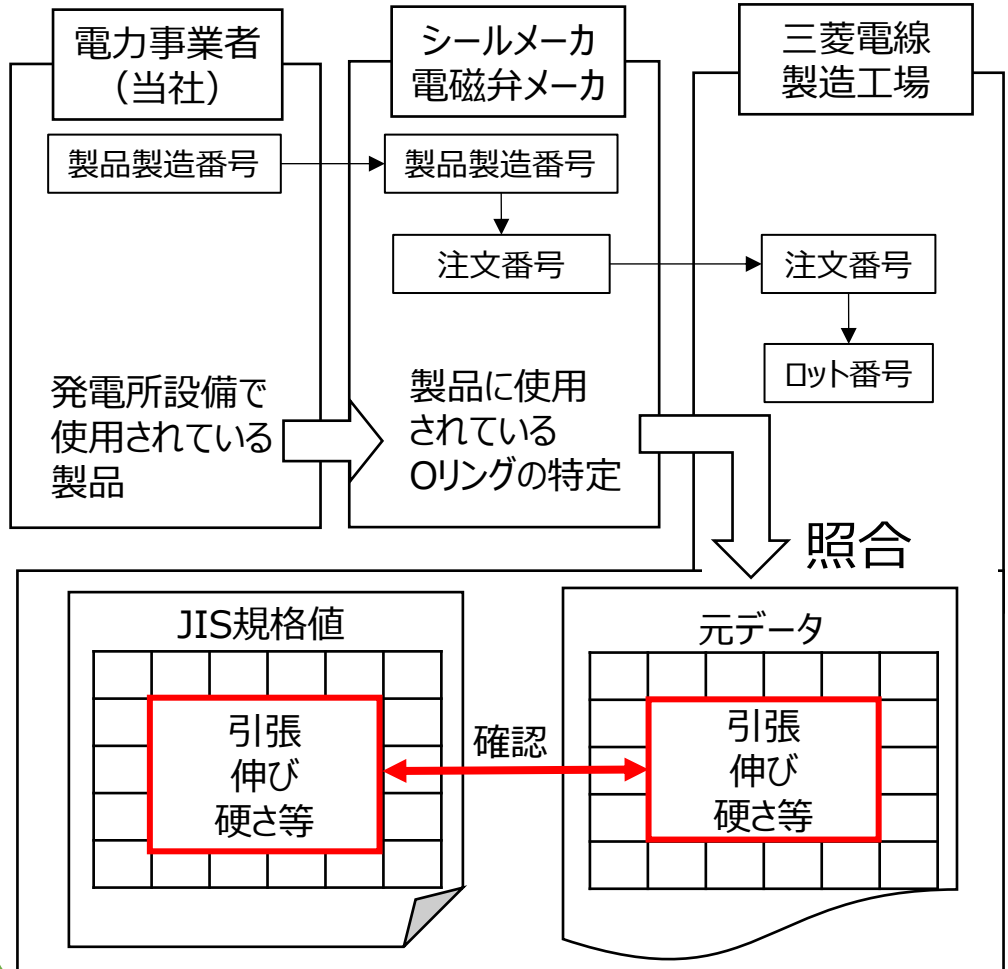 電力事業者
（当社）
シールメーカ
電磁弁メーカ
三菱電線
製造工場
製品製造番号
製品製造番号
注文番号
注文番号
ロット番号
発電所設備で
使用されている
製品
製品に使用
されている
Oリングの特定
照合
JIS規格値
引張
伸び
硬さ等
確認
元データ
引張
伸び
硬さ等